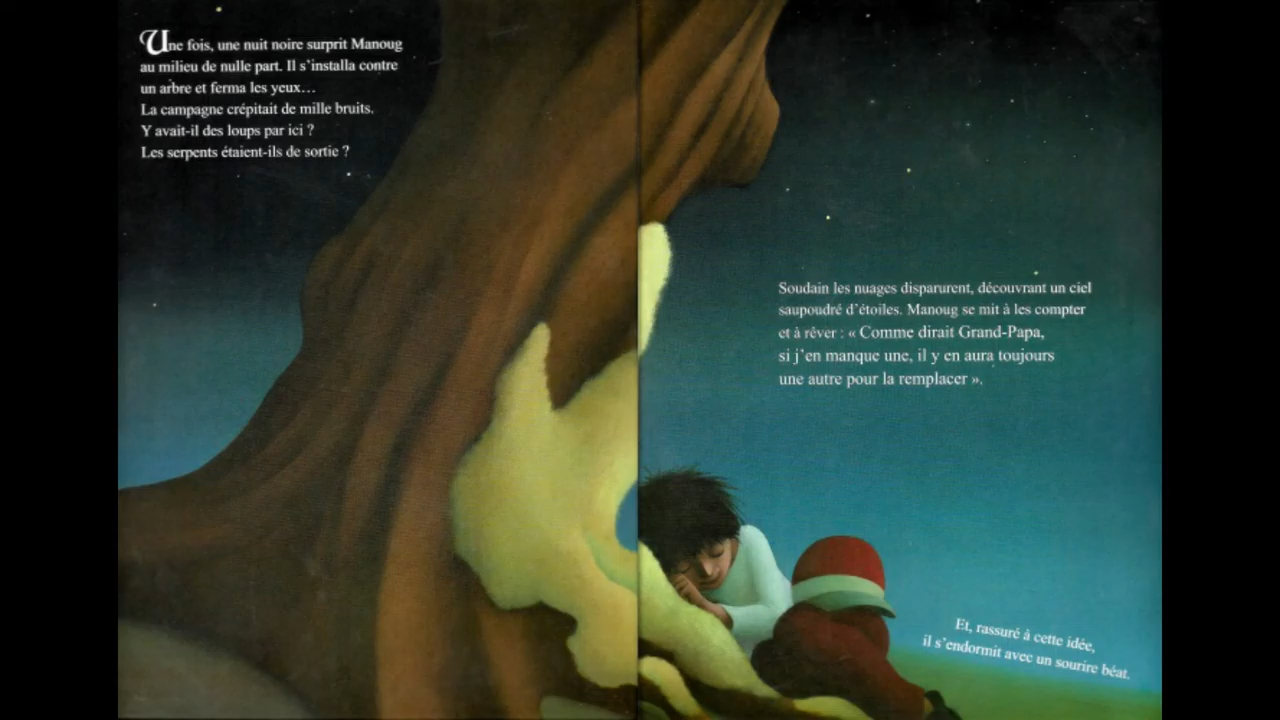 Une fois, une nuit noire surprit Manoug
au milieu de nulle part. Il s'installa contre
un arbre et ferma les yeux...
La campagne crépitait de mille bruits.
Y avait-il des loups par ici ?
Les serpents étaient-ils de sortie ?
Soudain les nuages disparurent, découvrant un ciel
saupoudré d'étoiles. Manoug se mit à les compter
et à rêver : « Comme dirait Grand-Papa,
si j'en manque une, il y en aura toujours
une autre pour la remplacer ».
Et, rassuré à cette idée,
il s'endormit avec un sourire béat.